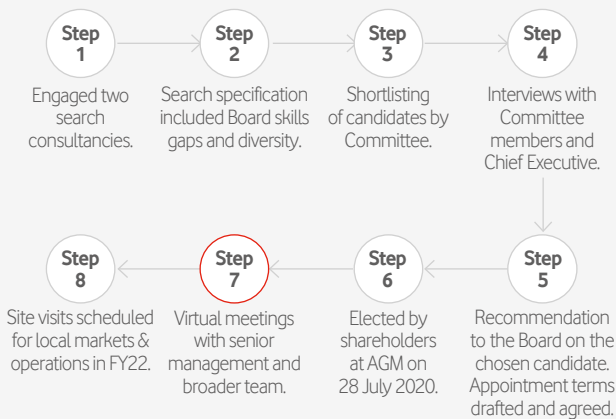 Step
1
Engaged two
search
consultancies.
Step
2
Search specification
included Board skills
gaps and diversity.
Step
3
Shortlisting
of candidates by
Committee.
Step
4
Interviews with
Committee
members and
Chief Executive.
Step
5
Recommendation
to the Board on the
chosen candidate.
Appointment terms
drafted and agreed.
Step
6
Elected by
shareholders
at AGM on
28 July 2020.
Step
7
Virtual meetings
with senior
management and
broader team.
Step
8
Site visits scheduled
for local markets &
operations in FY22.